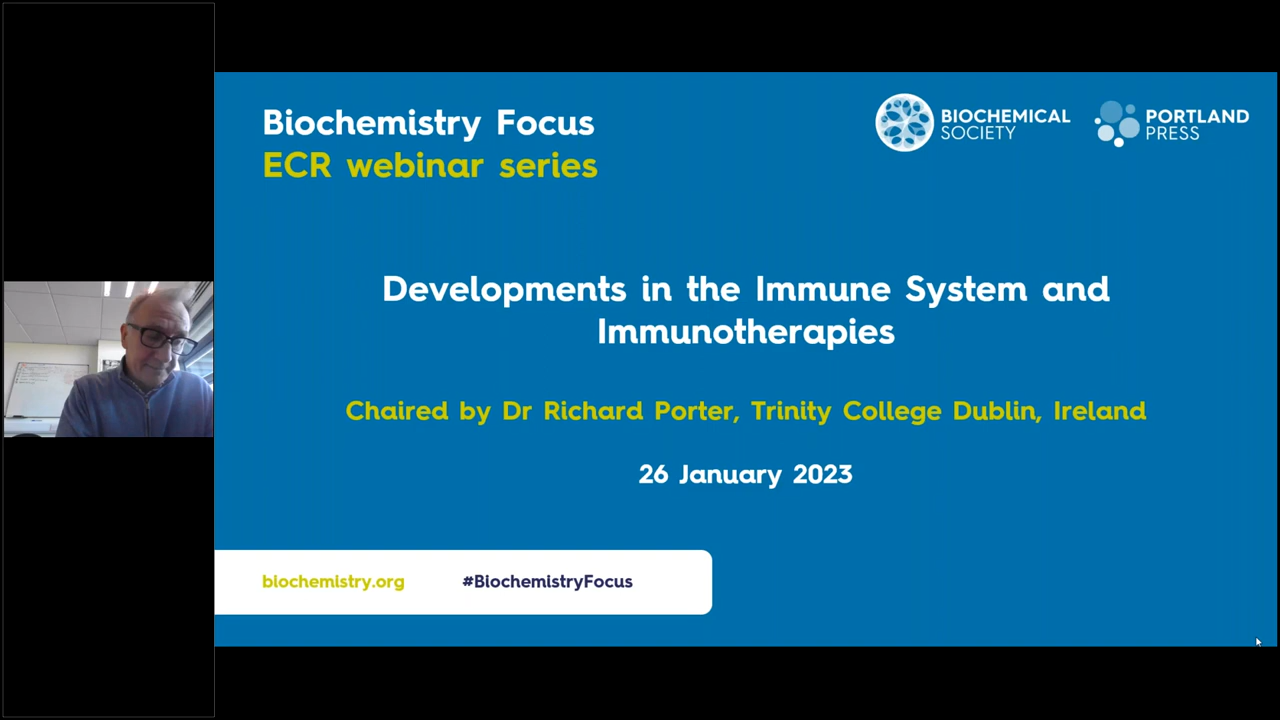 Biochemistry Focus
ECR webinar series
BIOCHEMICAL
SOCIETY
PORTLAND
PRESS
Developments in the Immune System and
Immunotherapies
Chaired by Dr Richard Porter, Trinity College Dublin, Ireland
26 January 2023
biochemistry.org
#BiochemistryFocus